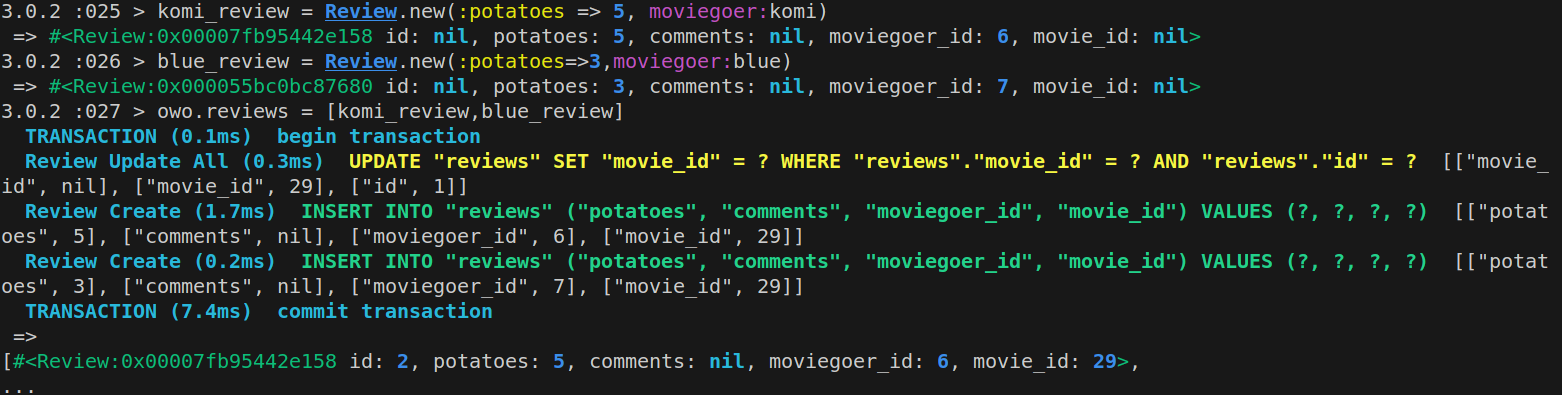 3.0.2 :025 > komi_review = Review.new(:potatoes => 5, moviegoer:komi)
 => #<Review:0x00007fb95442e158 id: nil, potatoes: 5, comments: nil, moviegoer_id: 6, movie_id: nil>
3.0.2 :026 > blue_review = Review.new(:potatoes=>3,moviegoer:blue)
 => #<Review:0x000055bc0bc87680 id: nil, potatoes: 3, comments: nil, moviegoer_id: 7, movie_id: nil>
3.0.2 :027 > owo.reviews = [komi_review,blue_review]
  TRANSACTION (0.1ms)  begin transaction
  Review Update All (0.3ms)  UPDATE "reviews" SET "movie_id" = ? WHERE "reviews"."movie_id" = ? AND "reviews"."id" = ?  [["movie_
id", nil], ["movie_id", 29], ["id", 1]]
  Review Create (1.7ms)  INSERT INTO "reviews" ("potatoes", "comments", "moviegoer_id", "movie_id") VALUES (?, ?, ?, ?)  [["potat
oes", 5], ["comments", nil], ["moviegoer_id", 6], ["movie_id", 29]]
  Review Create (0.2ms)  INSERT INTO "reviews" ("potatoes", "comments", "moviegoer_id", "movie_id") VALUES (?, ?, ?, ?)  [["potat
oes", 3], ["comments", nil], ["moviegoer_id", 7], ["movie_id", 29]]
  TRANSACTION (7.4ms)  commit transaction
 =>
[#<Review:0x00007fb95442e158 id: 2, potatoes: 5, comments: nil, moviegoer_id: 6, movie_id: 29>,
...